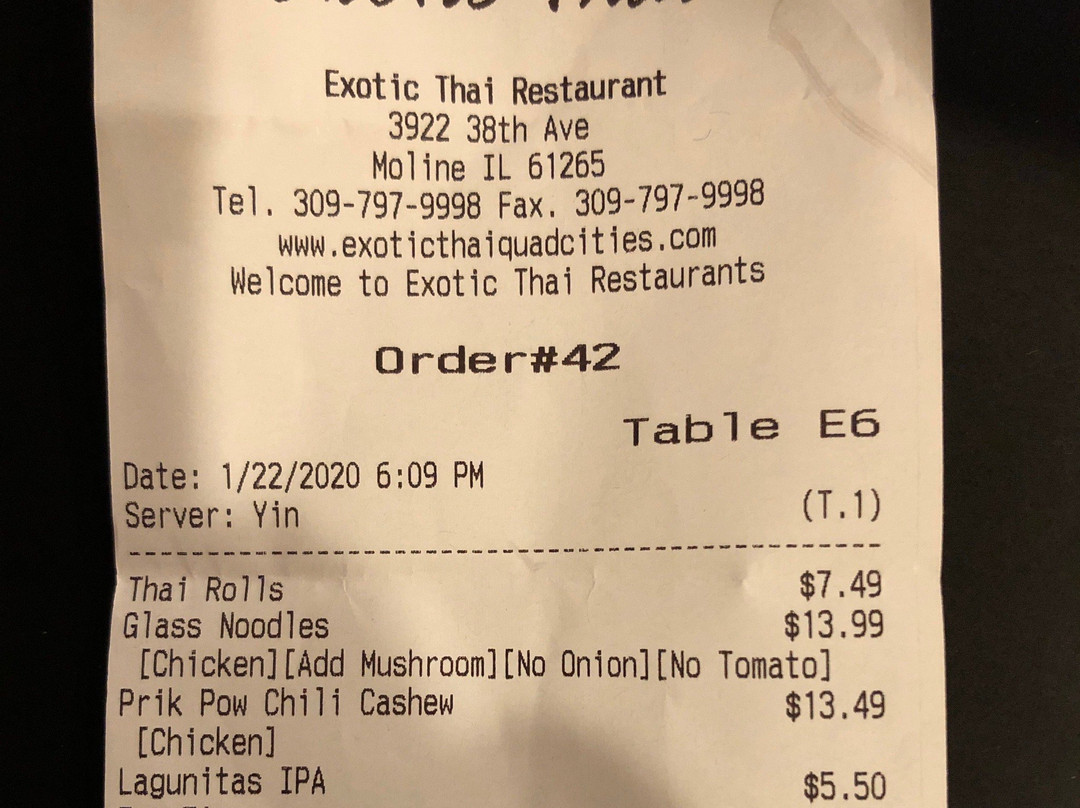 Exotic Thai Restaurant
3922 38th Ave
Moline IL 61265
Tel. 309-797-9998 Fax. 309-797-9998
www.exoticthaiquadcities.com
Welcome to Exotic Thai Restaurants
Order#42
Table E6
Date: 1/22/2020 6:09 PM
Server: Yin (T.1)
Thai Rolls $7.49
Glass Noodles $13.99
[Chicken][Add Mushroom][No Onion][No Tomato]
Prik Pow Chili Cashew $13.49
[Chicken]
Lagunitas IPA $5.50